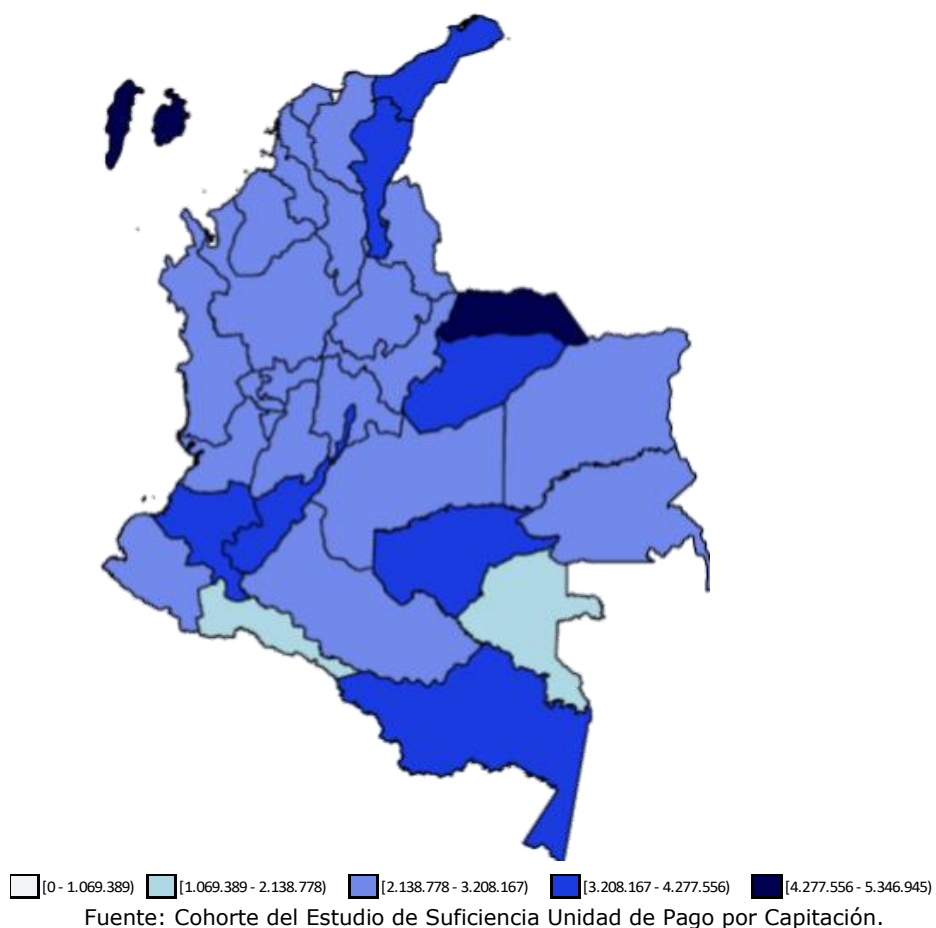 [0 - 1.069.389) [1.069.389 - 2.138.778) [2.138.778 - 3.208.167) [3.208.167 - 4.277.556) [4.277.556 - 5.346.945)
Fuente: Cohorte del Estudio de Suficiencia Unidad de Pago por Capitación.